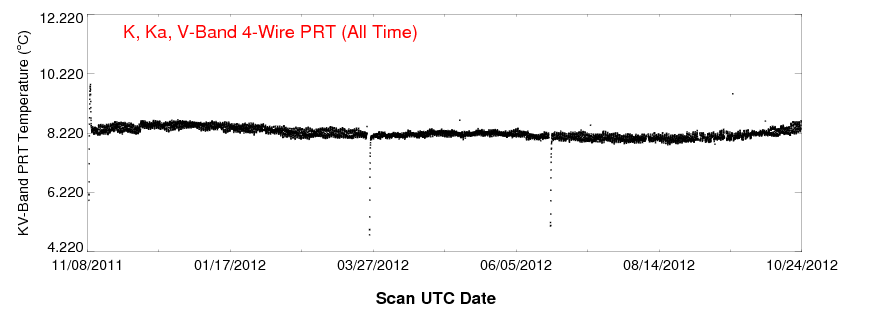 12.220
K, Ka, V-Band 4-Wire PRT (All Time)
10.220
8.220
6.220
4.220
KV-Band PRT Temperature (°C)
11/08/2011 01/17/2012 03/27/2012 06/05/2012 08/14/2012 10/24/2012
Scan UTC Date